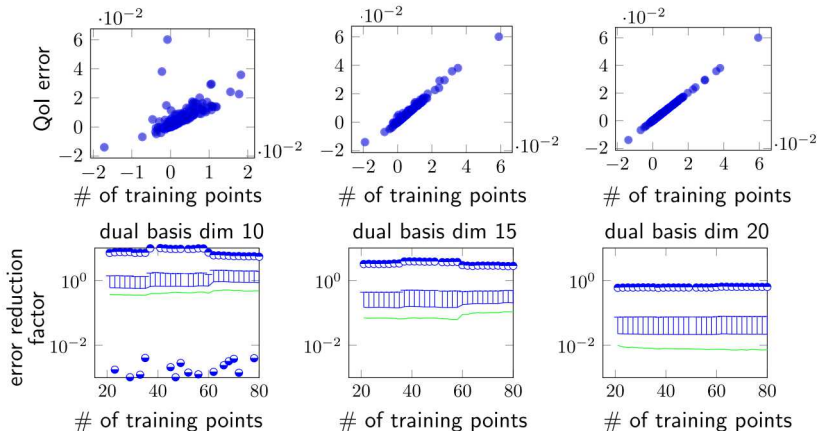 ·10⁻² ·10⁻² ·10⁻²
QoI error
6 4 2 0 −2
6 4 2 0 −2
6 4 2 0 −2
−2 −1 0 1 2 ·10⁻²
−2 0 2 4 6 ·10⁻²
−2 0 2 4 6 ·10⁻²
# of training points # of training points # of training points
dual basis dim 10 dual basis dim 15 dual basis dim 20
error reduction
factor
10⁰ 10⁻²
10⁰ 10⁻²
10⁰ 10⁻²
20 40 60 80
20 40 60 80
20 40 60 80
# of training points # of training points # of training points